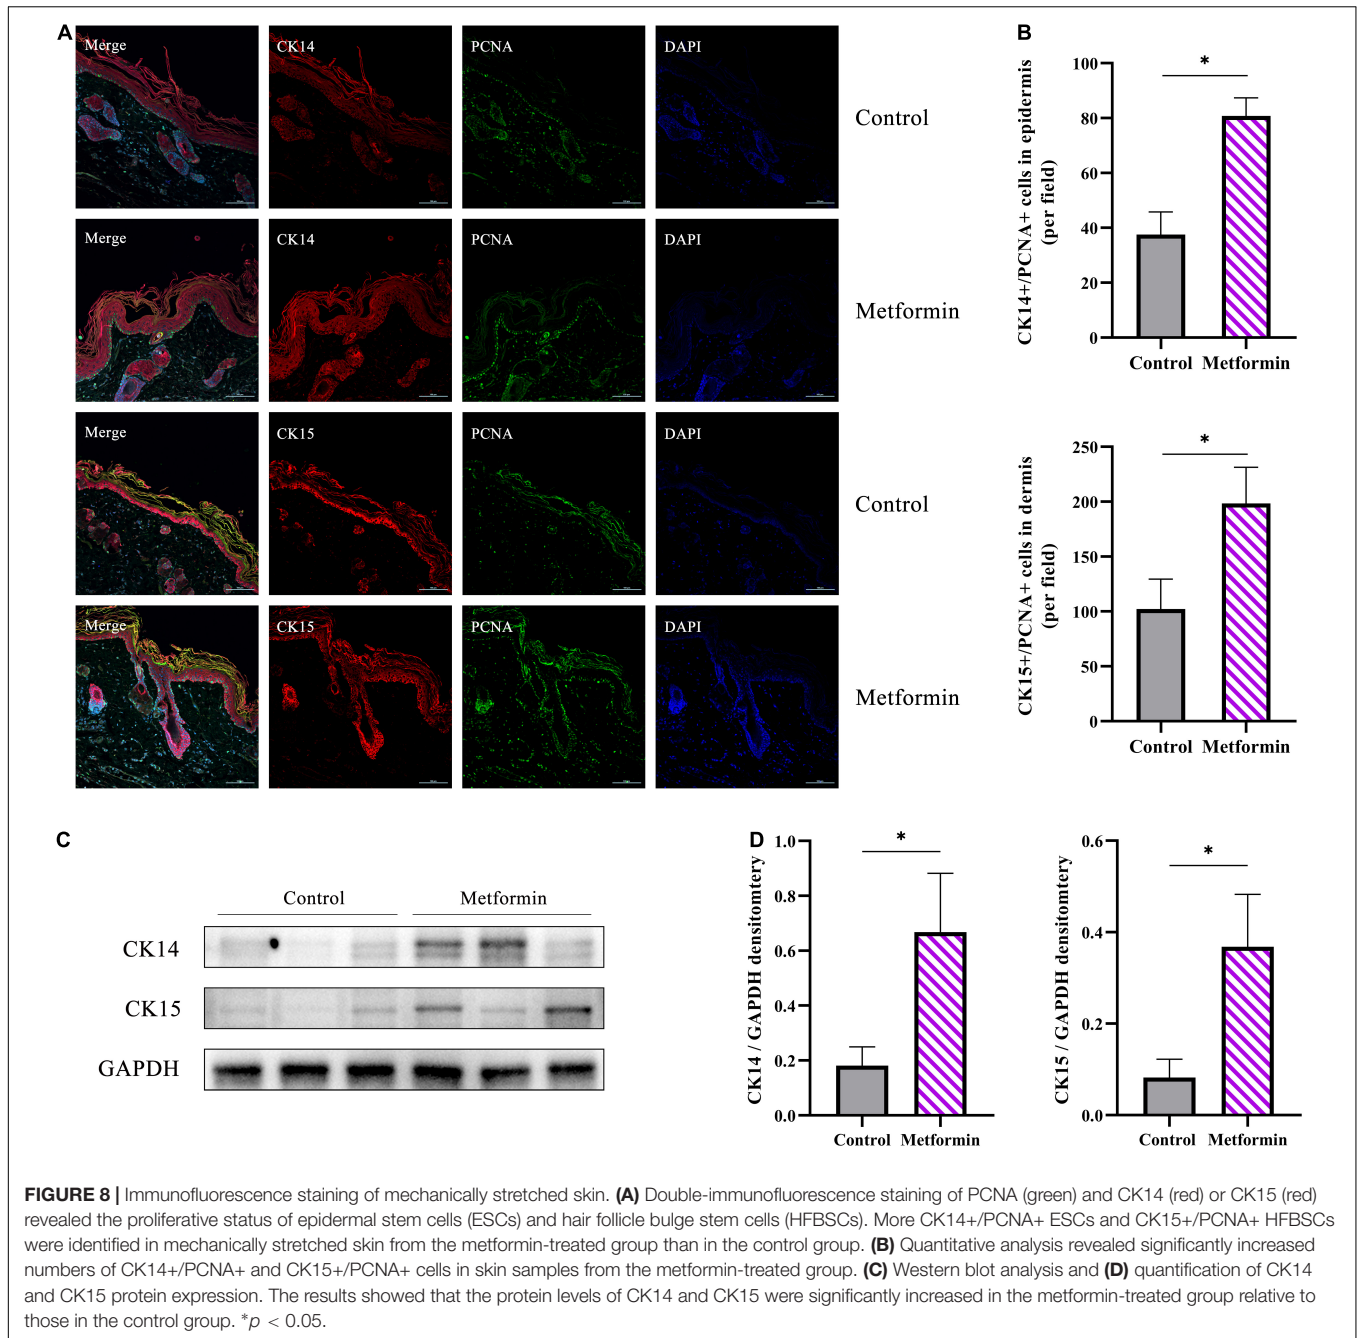 A
Merge
CK14
PCNA
DAPI
Control
Merge
CK14
PCNA
DAPI
Metformin
Merge
CK15
PCNA
DAPI
Control
Merge
CK15
PCNA
DAPI
Metformin
B
CK14+/PCNA+ cells in epidermis
(per field)
100
80
60
40
20
0
*
Control Metformin
CK15+/PCNA+ cells in dermis
(per field)
250
200
150
100
50
0
*
Control Metformin
C
Control Metformin
CK14
CK15
GAPDH
D
CK14 / GAPDH densitomtery
1.0
0.8
0.6
0.4
0.2
0.0
*
Control Metformin
CK15 / GAPDH densitomtery
0.6
0.4
0.2
0.0
*
Control Metformin
FIGURE 8 | Immunofluorescence staining of mechanically stretched skin. (A) Double-immunofluorescence staining of PCNA (green) and CK14 (red) or CK15 (red)
revealed the proliferative status of epidermal stem cells (ESCs) and hair follicle bulge stem cells (HFBSCs). More CK14+/PCNA+ ESCs and CK15+/PCNA+ HFBSCs
were identified in mechanically stretched skin from the metformin-treated group than in the control group. (B) Quantitative analysis revealed significantly increased
numbers of CK14+/PCNA+ and CK15+/PCNA+ cells in skin samples from the metformin-treated group. (C) Western blot analysis and (D) quantification of CK14
and CK15 protein expression. The results showed that the protein levels of CK14 and CK15 were significantly increased in the metformin-treated group relative to
those in the control group. *p < 0.05.